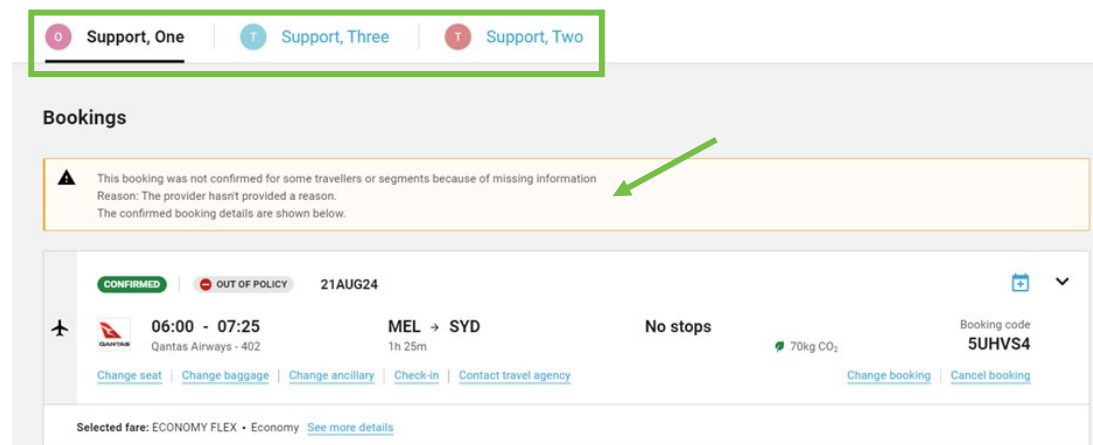 O Support, One T Support, Three T Support, Two
Bookings
This booking was not confirmed for some travellers or segments because of missing information
Reason: The provider hasn't provided a reason.
The confirmed booking details are shown below.
CONFIRMED OUT OF POLICY 21AUG24
06:00 - 07:25 MEL → SYD No stops Booking code
QANTAS Qantas Airways - 402 1h 25m 70kg CO₂ 5UHVS4
Change seat | Change baggage | Change ancillary | Check-in | Contact travel agency Change booking | Cancel booking
Selected fare: ECONOMY FLEX • Economy See more details